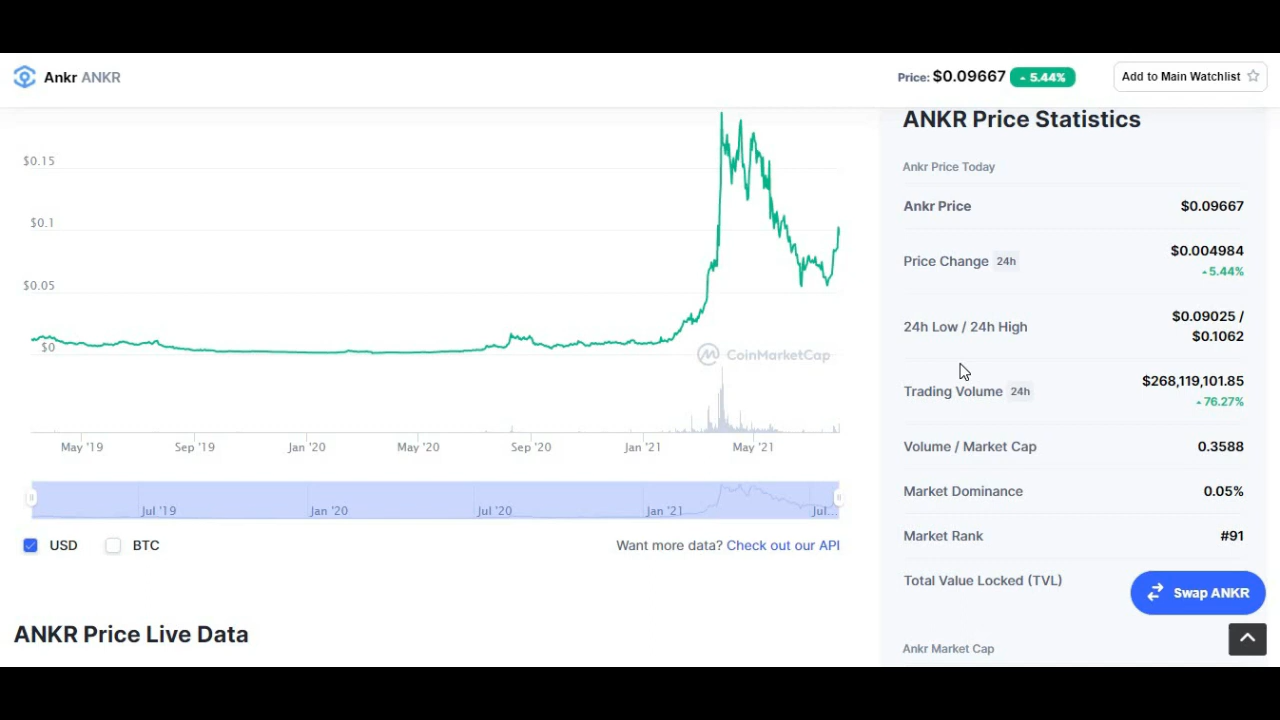 Ankr ANKR
Price: $0.09667 5.44%
Add to Main Watchlist
$0.15
$0.1
$0.05
$0
CoinMarketCap
May '19 Sep '19 Jan '20 May '20 Sep '20 Jan '21 May '21
Jul '19 Jan '20 Jul '20 Jan '21 Jul...
USD BTC
Want more data? Check out our API
ANKR Price Live Data
ANKR Price Statistics
Ankr Price Today
Ankr Price $0.09667
Price Change 24h $0.004984
5.44%
24h Low / 24h High $0.09025 /
$0.1062
Trading Volume 24h $268,119,101.85
76.27%
Volume / Market Cap 0.3588
Market Dominance 0.05%
Market Rank #91
Total Value Locked (TVL)
Swap ANKR
Ankr Market Cap